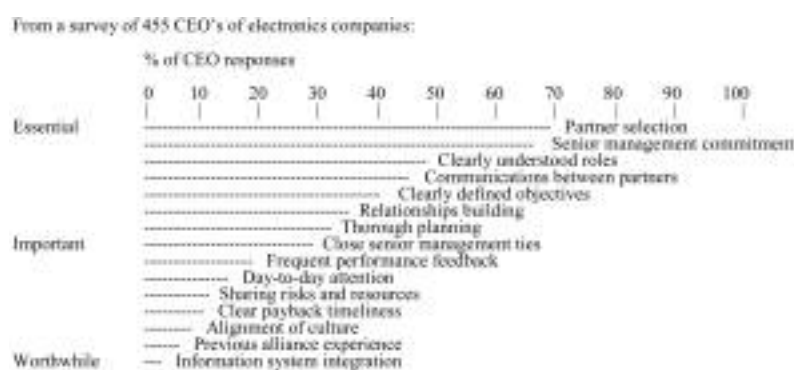 From a survey of 455 CEO's of electronics companies:
% of CEO responses
0 10 20 30 40 50 60 70 80 90 100
Essential Partner selection
Senior management commitment
Clearly understood roles
Communications between partners
Clearly defined objectives
Relationships building
Thorough planning
Important Close senior management ties
Frequent performance feedback
Day-to-day attention
Sharing risks and resources
Clear payback timeliness
Alignment of culture
Previous alliance experience
Worthwhile Information system integration